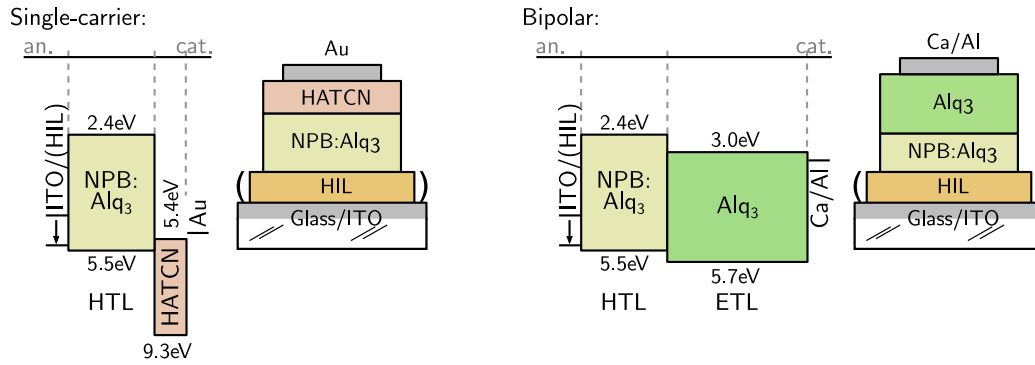 Single-carrier:
an.
cat.
ITO/(HIL)
2.4eV
NPB:
Alq₃
5.5eV
HTL
5.4eV
HATCN
9.3eV
Au
Au
HATCN
NPB:Alq₃
( HIL )
Glass/ITO
Bipolar:
an.
cat.
ITO/(HIL)
2.4eV
NPB:
Alq₃
5.5eV
HTL
3.0eV
Alq₃
5.7eV
ETL
Ca/Al
Ca/Al
Alq₃
NPB:Alq₃
( HIL )
Glass/ITO